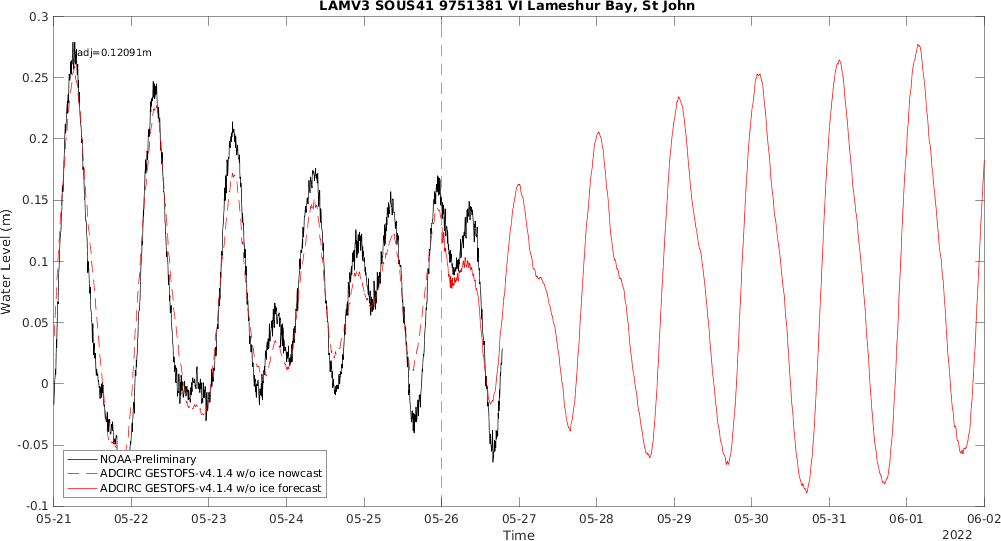 LAMV3 SOUS41 9751381 VI Lameshur Bay, St John
0.3
0.25
0.2
0.15
0.1
0.05
0
-0.05
-0.1
Water Level (m)
adj=0.12091m
NOAA-Preliminary
ADCIRC GESTOFS-v4.1.4 w/o ice nowcast
ADCIRC GESTOFS-v4.1.4 w/o ice forecast
05-21 05-22 05-23 05-24 05-25 05-26 05-27 05-28 05-29 05-30 05-31 06-01 06-02
2022
Time